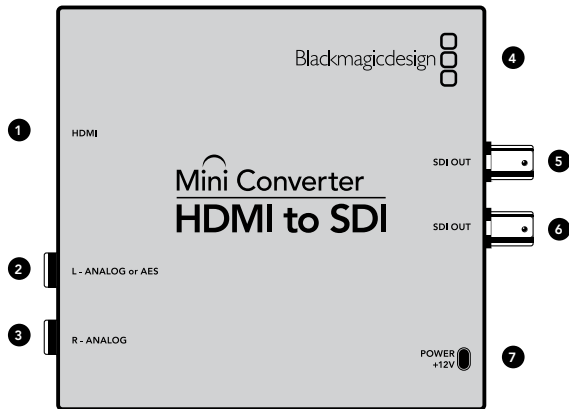 Blackmagicdesign
4
1
HDMI
SDI OUT
5
Mini Converter
HDMI to SDI
SDI OUT
6
2
L - ANALOG or AES
3
R - ANALOG
POWER
+12V
7